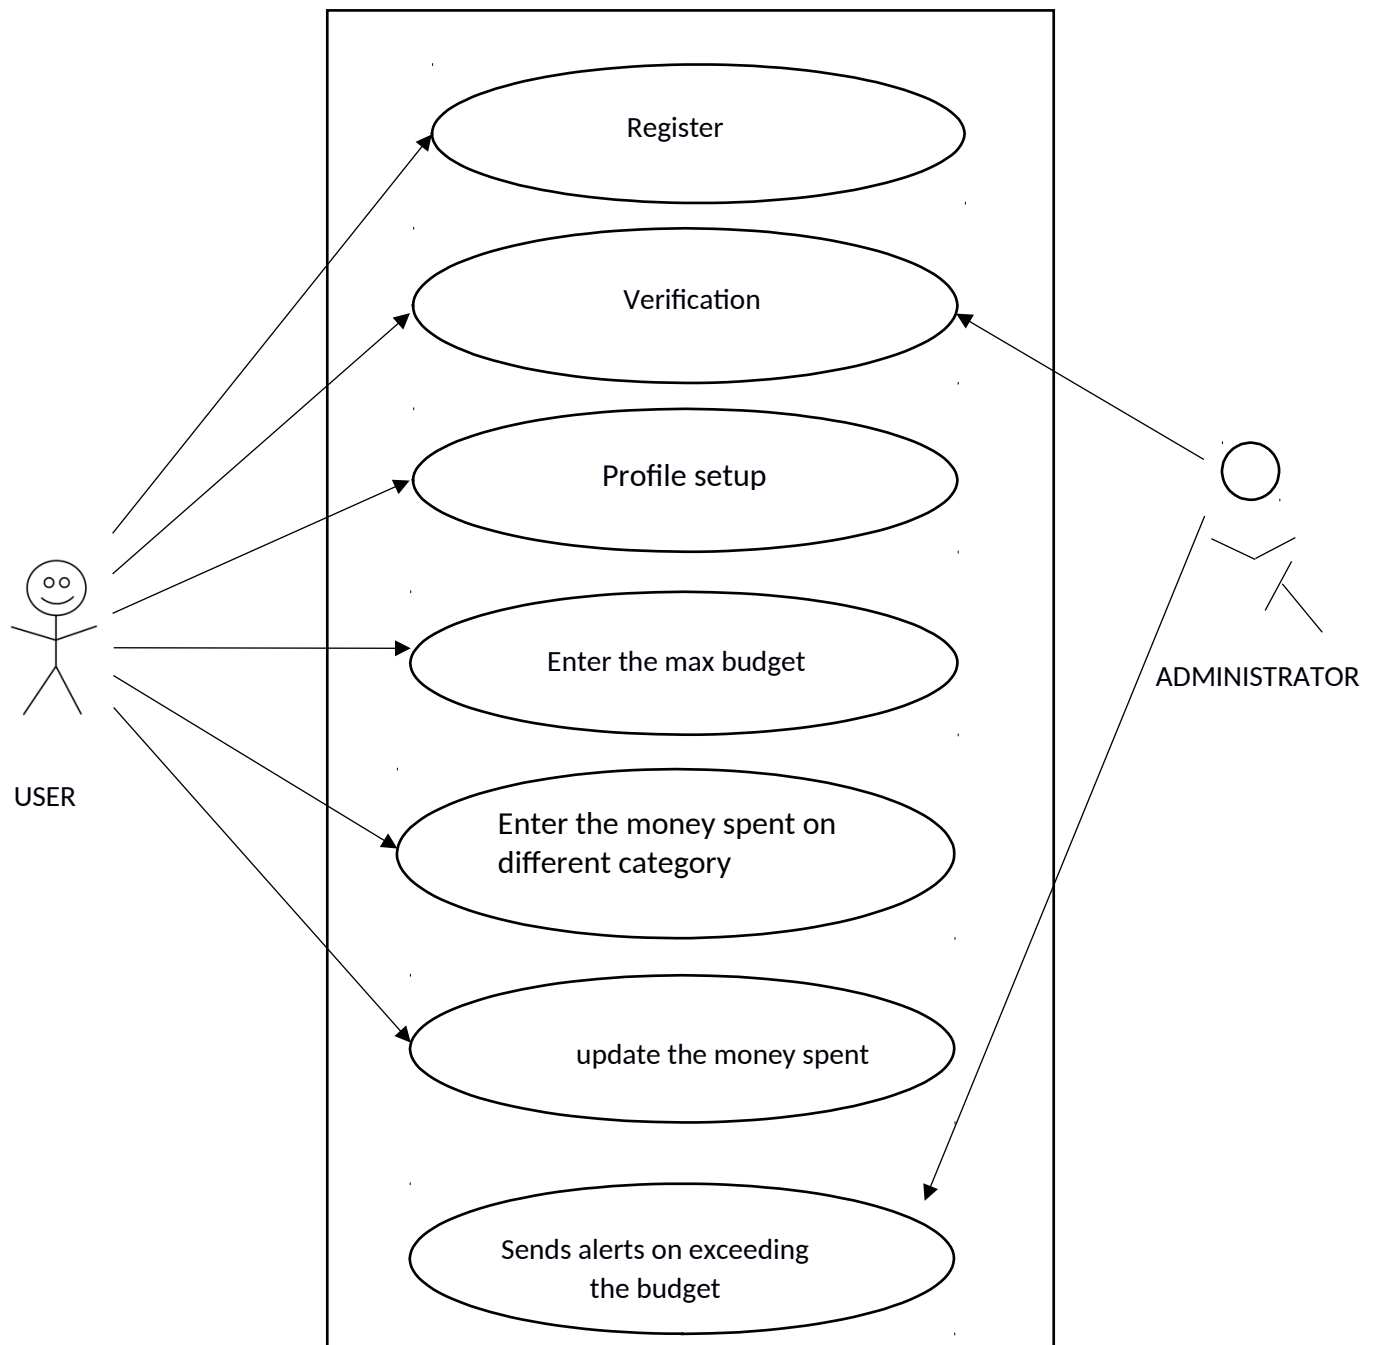 Register
Verification
Profile setup
Enter the max budget
ADMINISTRATOR
USER
Enter the money spent on
different category
update the money spent
Sends alerts on exceeding
the budget